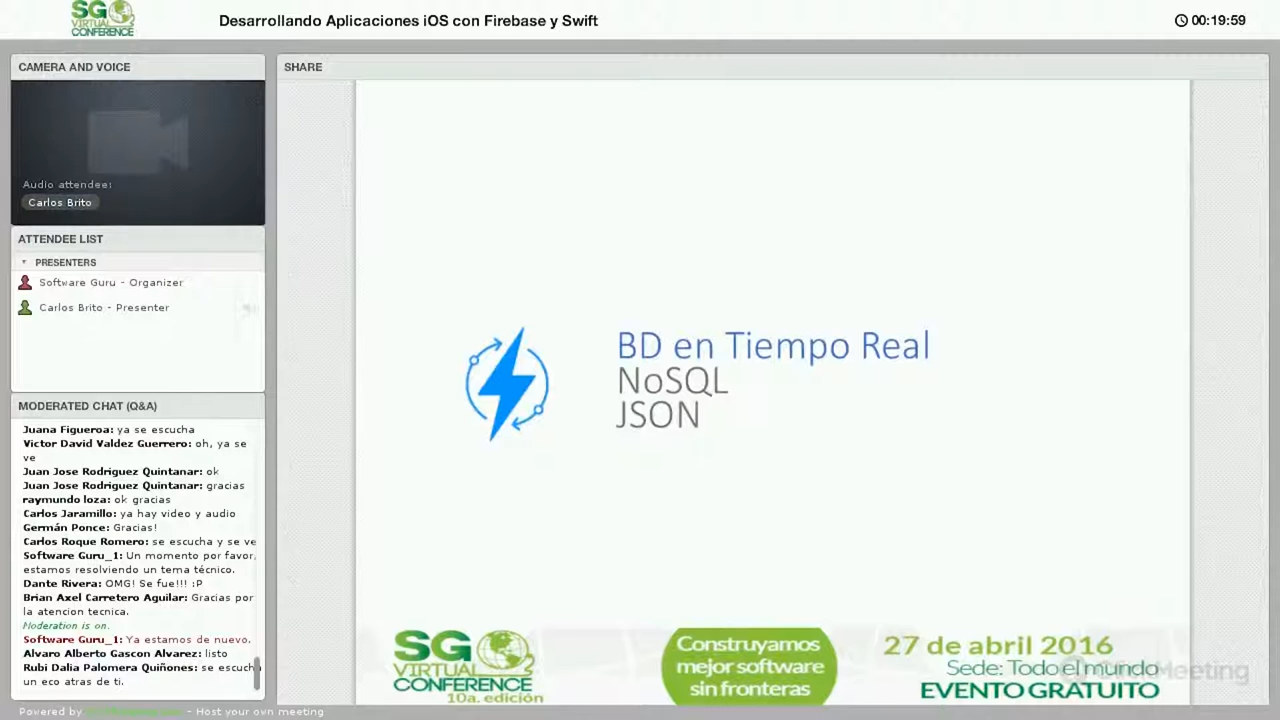 SG
VIRTUAL
CONFERENCE
Desarrollando Aplicaciones iOS con Firebase y Swift
00:19:59
CAMERA AND VOICE
Audio attendee:
Carlos Brito
ATTENDEE LIST
PRESENTERS
Software Guru - Organizer
Carlos Brito - Presenter
MODERATED CHAT (Q&A)
Juana Figueroa: ya se escucha
Victor David Valdez Guerrero: oh, ya se
ve
Juan Jose Rodriguez Quintanar: ok
Juan Jose Rodriguez Quintanar: gracias
raymundo loza: ok gracias
Carlos Jaramillo: ya hay video y audio
Germán Ponce: Gracias!
Carlos Roque Romero: se escucha y se ve
Software Guru_1: Un momento por favor,
estamos resolviendo un tema técnico.
Dante Rivera: OMG! Se fue!!! :P
Brian Axel Carretero Aguilar: Gracias por
la atencion tecnica.
Moderation is on.
Software Guru_1: Ya estamos de nuevo.
Alvaro Alberto Gascon Alvarez: listo
Rubi Dalia Palomera Quiñones: se escucha
un eco atras de ti.
SHARE
BD en Tiempo Real
NoSQL
JSON
SG
VIRTUAL
CONFERENCE
10a. edición
Construyamos
mejor software
sin fronteras
27 de abril 2016
Sede: Todo el mundo
EVENTO GRATUITO
ClickMeeting
Powered by
- Host your own meeting